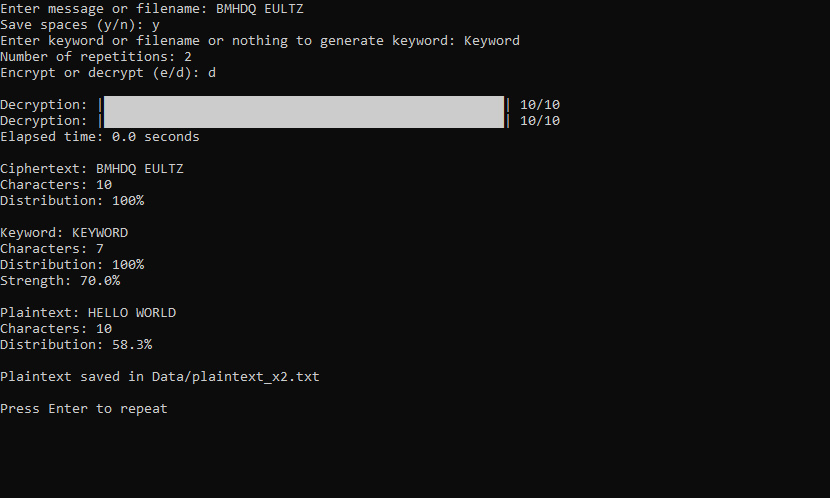 Enter message or filename: BMHDQ EULTZ
Save spaces (y/n): y
Enter keyword or filename or nothing to generate keyword: Keyword
Number of repetitions: 2
Encrypt or decrypt (e/d): d
Decryption: | | 10/10
Decryption: | | 10/10
Elapsed time: 0.0 seconds
Ciphertext: BMHDQ EULTZ
Characters: 10
Distribution: 100%
Keyword: KEYWORD
Characters: 7
Distribution: 100%
Strength: 70.0%
Plaintext: HELLO WORLD
Characters: 10
Distribution: 58.3%
Plaintext saved in Data/plaintext_x2.txt
Press Enter to repeat